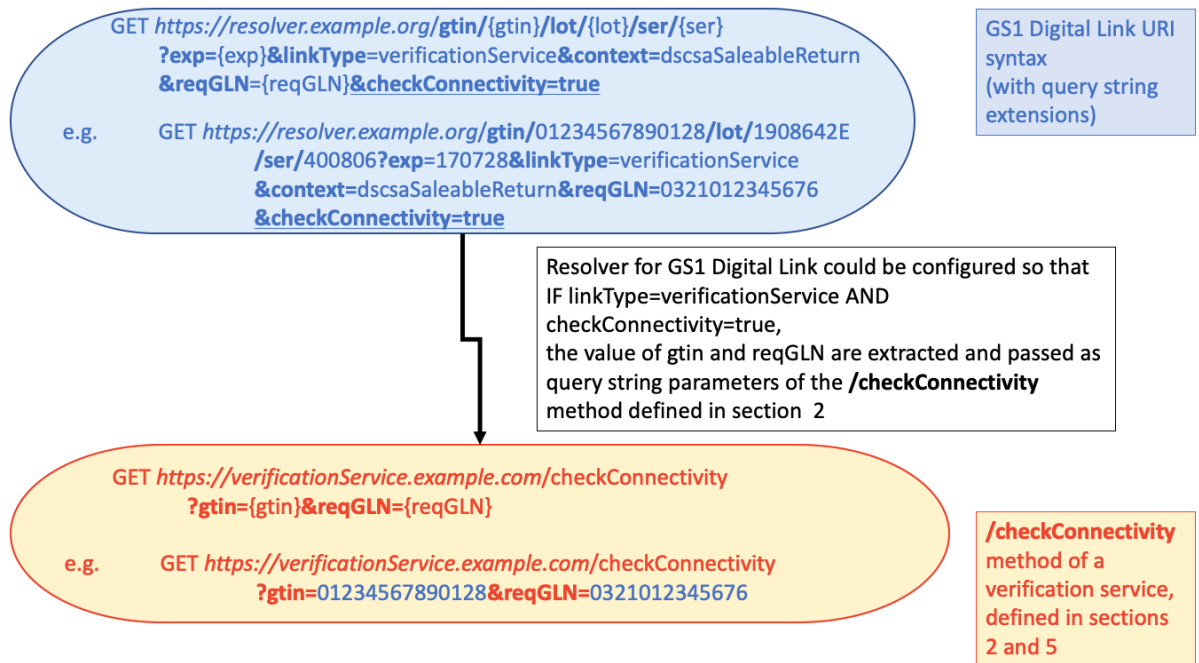 GET https://resolver.example.org/gtin/{gtin}/lot/{lot}/ser/{ser}
?exp={exp}&linkType=verificationService&context=dscsaSaleableReturn
&reqGLN={reqGLN}&checkConnectivity=true
e.g. GET https://resolver.example.org/gtin/01234567890128/lot/1908642E
/ser/400806?exp=170728&linkType=verificationService
&context=dscsaSaleableReturn&reqGLN=0321012345676
&checkConnectivity=true
GS1 Digital Link URI
syntax
(with query string
extensions)
Resolver for GS1 Digital Link could be configured so that
IF linkType=verificationService AND
checkConnectivity=true,
the value of gtin and reqGLN are extracted and passed as
query string parameters of the /checkConnectivity
method defined in section 2
GET https://verificationService.example.com/checkConnectivity
?gtin={gtin}&reqGLN={reqGLN}
e.g. GET https://verificationService.example.com/checkConnectivity
?gtin=01234567890128&reqGLN=0321012345676
/checkConnectivity
method of a
verification service,
defined in sections
2 and 5